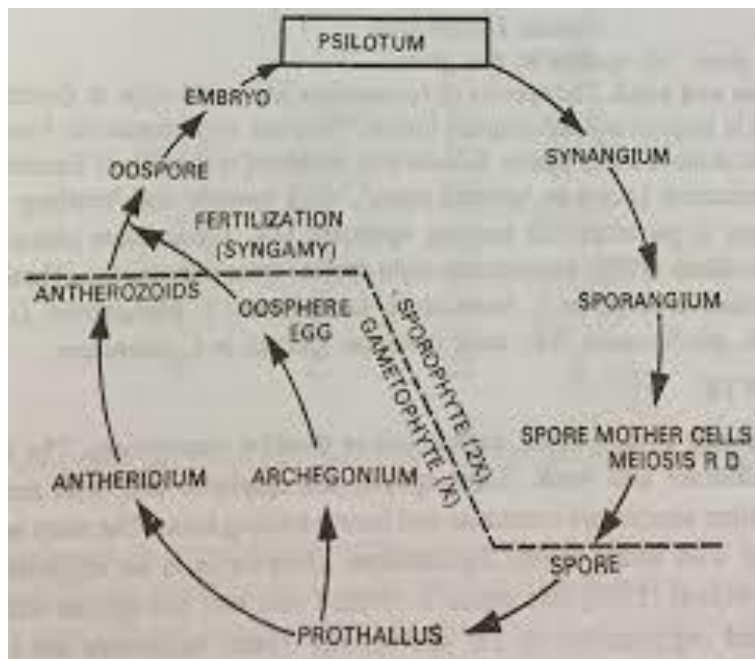 PSILOTUM
EMBRYO
SYNANGIUM
OOSPORE
FERTILIZATION
(SYNGAMY)
ANTHEROZOIDS
OOSPHERE
EGG
SPORANGIUM
SPOROPHYTE (2X)
GAMETOPHYTE (X)
SPORE MOTHER CELLS
MEIOSIS R D
ANTHERIDIUM
ARCHEGONIUM
SPORE
PROTHALLUS